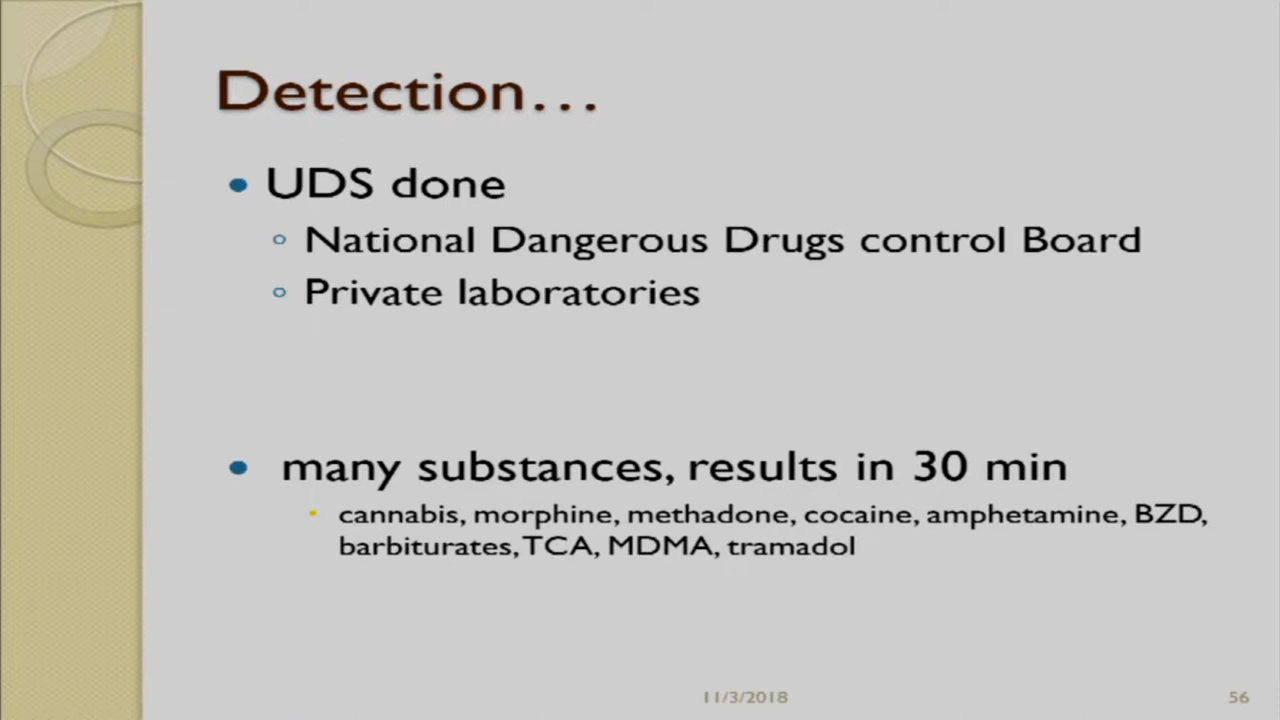 Detection...
• UDS done
◦ National Dangerous Drugs control Board
◦ Private laboratories
• many substances, results in 30 min
▪ cannabis, morphine, methadone, cocaine, amphetamine, BZD,
barbiturates, TCA, MDMA, tramadol
11/3/2018
56